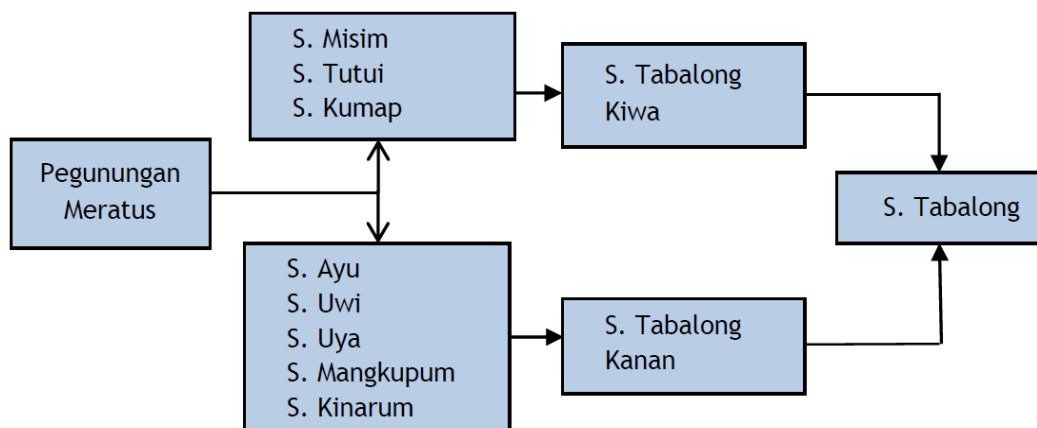 Pegunungan
Meratus
S. Misim
S. Tutui
S. Kumap
S. Ayu
S. Uwi
S. Uya
S. Mangkupum
S. Kinarum
S. Tabalong
Kiwa
S. Tabalong
Kanan
S. Tabalong